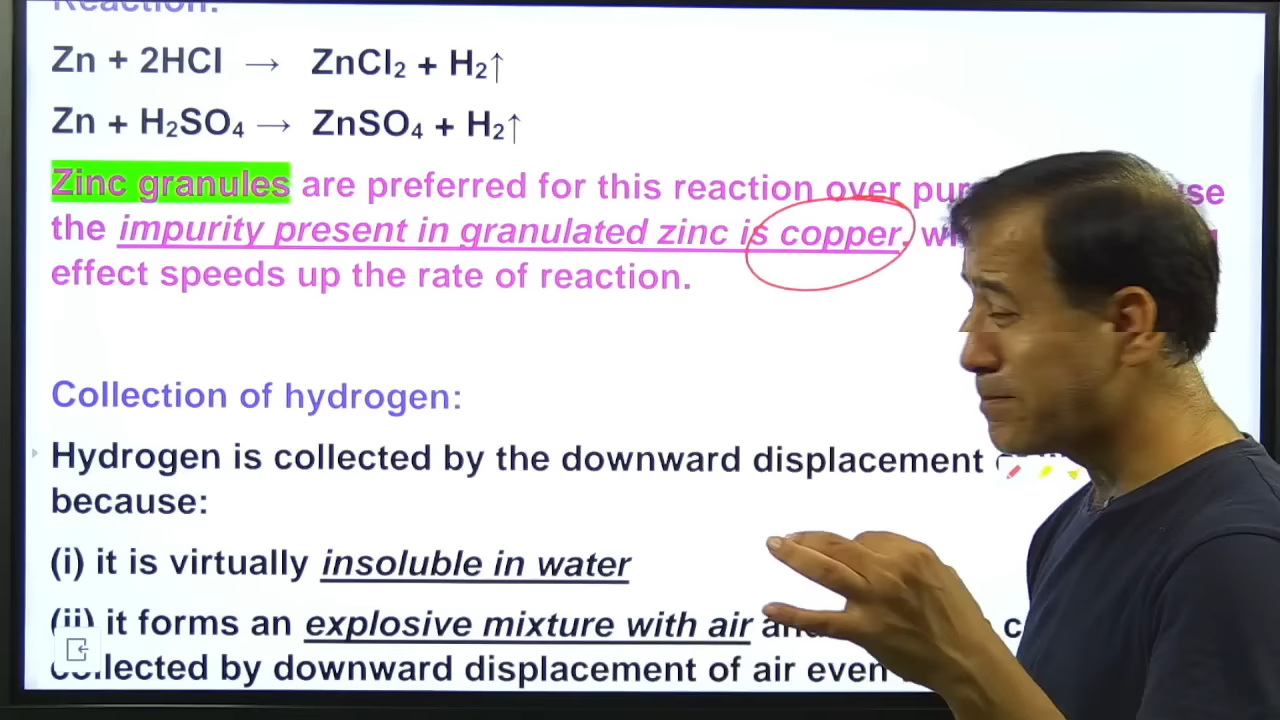 Reaction:
Zn + 2HCl → ZnCl₂ + H₂↑
Zn + H₂SO₄ → ZnSO₄ + H₂↑
Zinc granules are preferred for this reaction over
the impurity present in granulated zinc is copper,
effect speeds up the rate of reaction.
Collection of hydrogen:
Hydrogen is collected by the downward displacement
because:
(i) it is virtually insoluble in water
(ii) it forms an explosive mixture with air
collected by downward displacement of air even